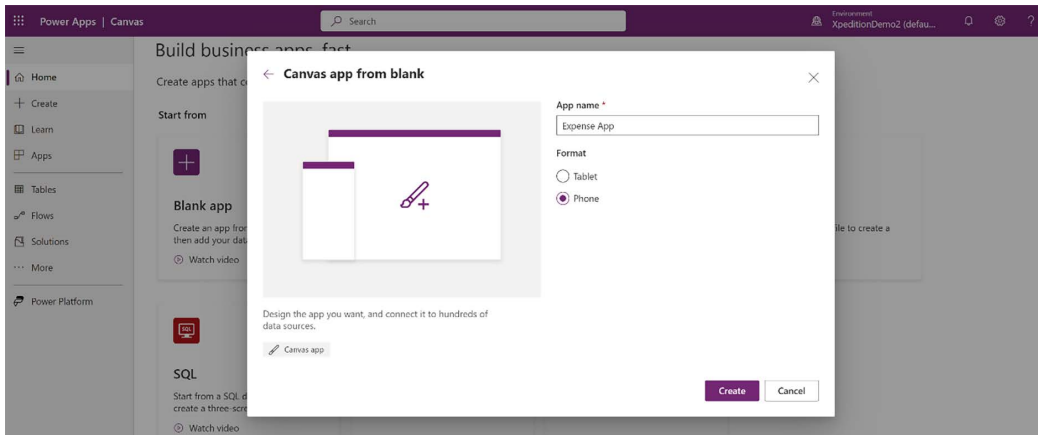 Power Apps | Canvas
Search
Environment
XpeditionDemo2 (defau...
?
Build business apps, fast
Home
Create
Learn
Apps
Tables
Flows
Solutions
More
Power Platform
Create apps that c
Start from
Blank app
Create an app fror
then add your dat
Watch video
SQL
SQL
Start from a SQL d
create a three-scre
Watch video
ile to create a
Canvas app from blank
Design the app you want, and connect it to hundreds of
data sources.
Canvas app
App name *
Expense App
Format
Tablet
Phone
Create
Cancel